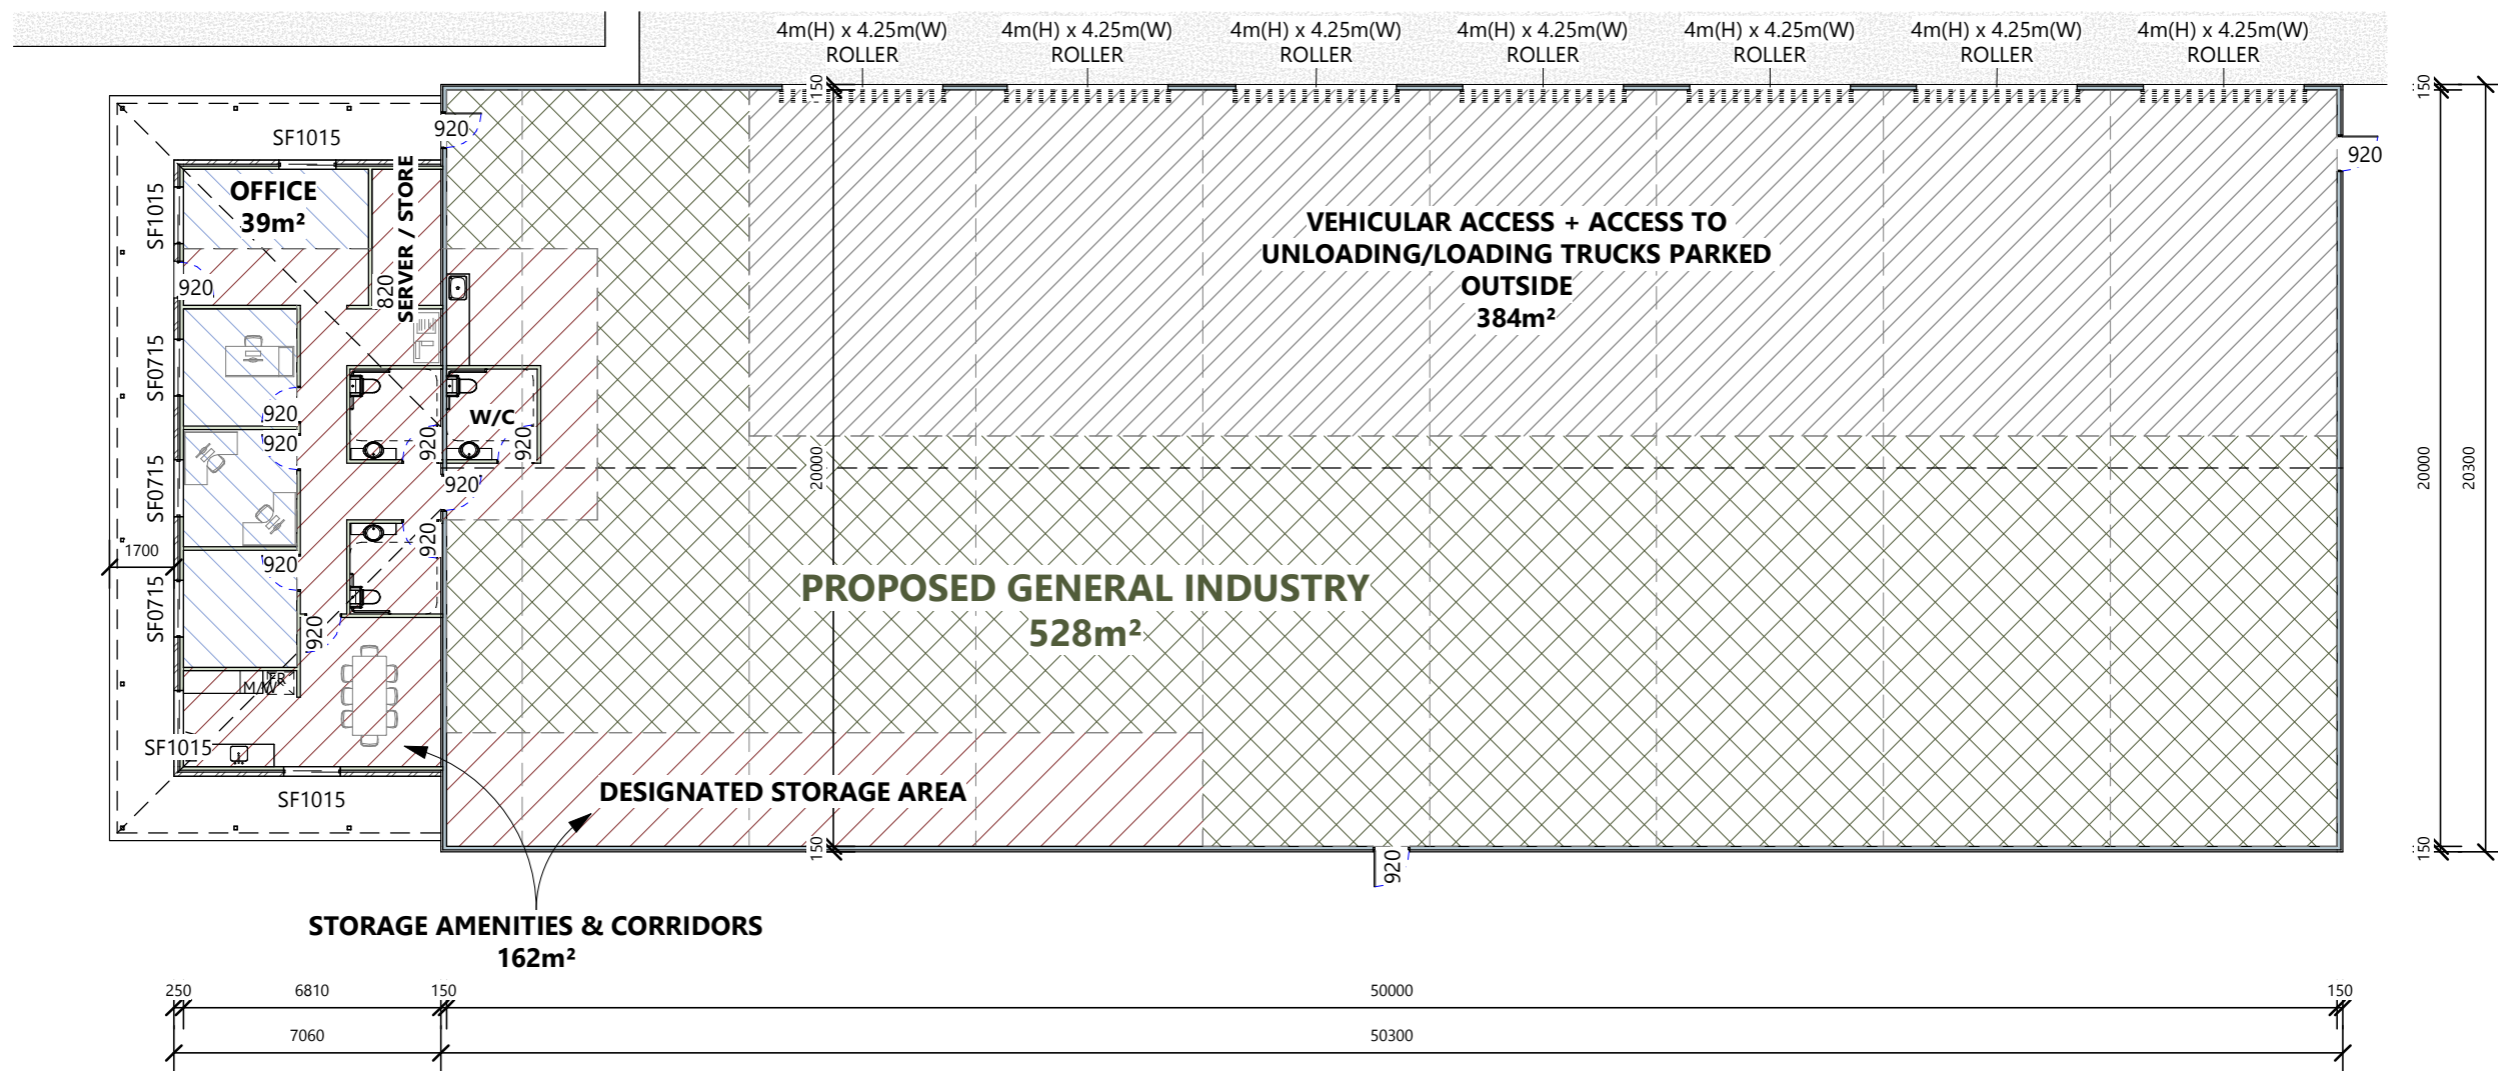 4m(H) x 4.25m(W)
ROLLER
4m(H) x 4.25m(W)
ROLLER
4m(H) x 4.25m(W)
ROLLER
4m(H) x 4.25m(W)
ROLLER
4m(H) x 4.25m(W)
ROLLER
4m(H) x 4.25m(W)
ROLLER
4m(H) x 4.25m(W)
ROLLER
150
150
920
SF1015
920
OFFICE
39m²
SF1015
SERVER / STORE
VEHICULAR ACCESS + ACCESS TO
UNLOADING/LOADING TRUCKS PARKED
OUTSIDE
384m²
920
820
SF0715
920
920
W/C
920
920
20000
20000
20300
SF0715
920
920
1700
920
SF0715
PROPOSED GENERAL INDUSTRY
528m²
920
M/W
FR
SF1015
SF1015
DESIGNATED STORAGE AREA
150
150
920
STORAGE AMENITIES & CORRIDORS
162m²
250
6810
150
50000
150
7060
50300